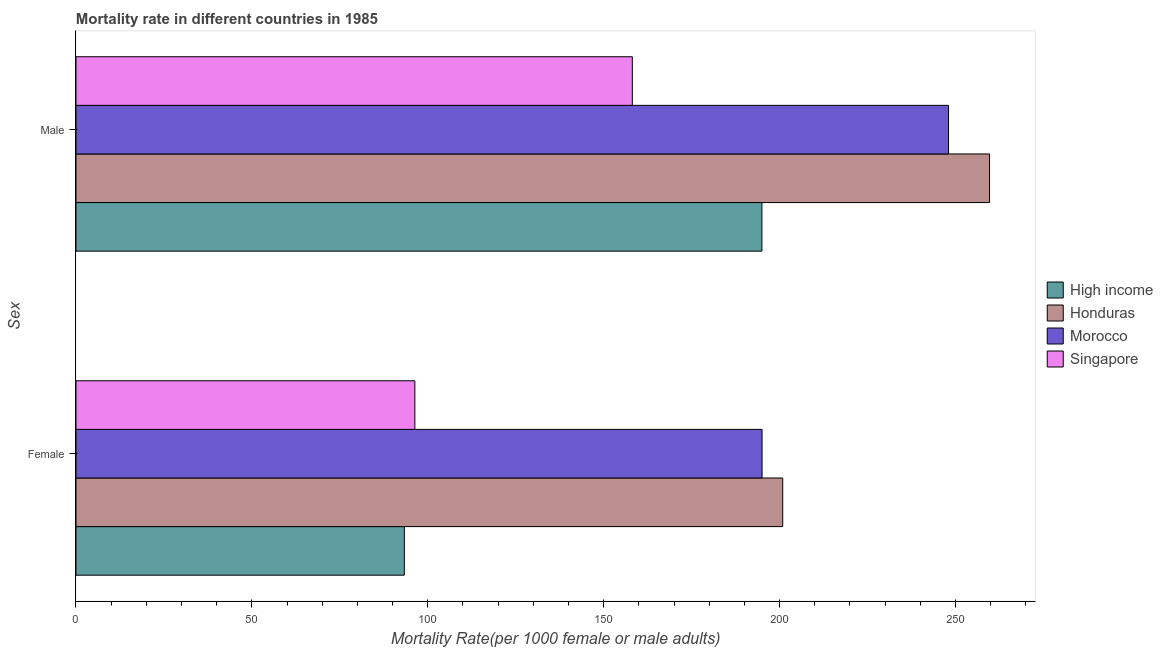 Mortality rate in different countries in 1985
Male
Female
Sex
0
50
100
150
200
250
Mortality Rate(per 1000 female or male adults)
High income
Honduras
Morocco
Singapore